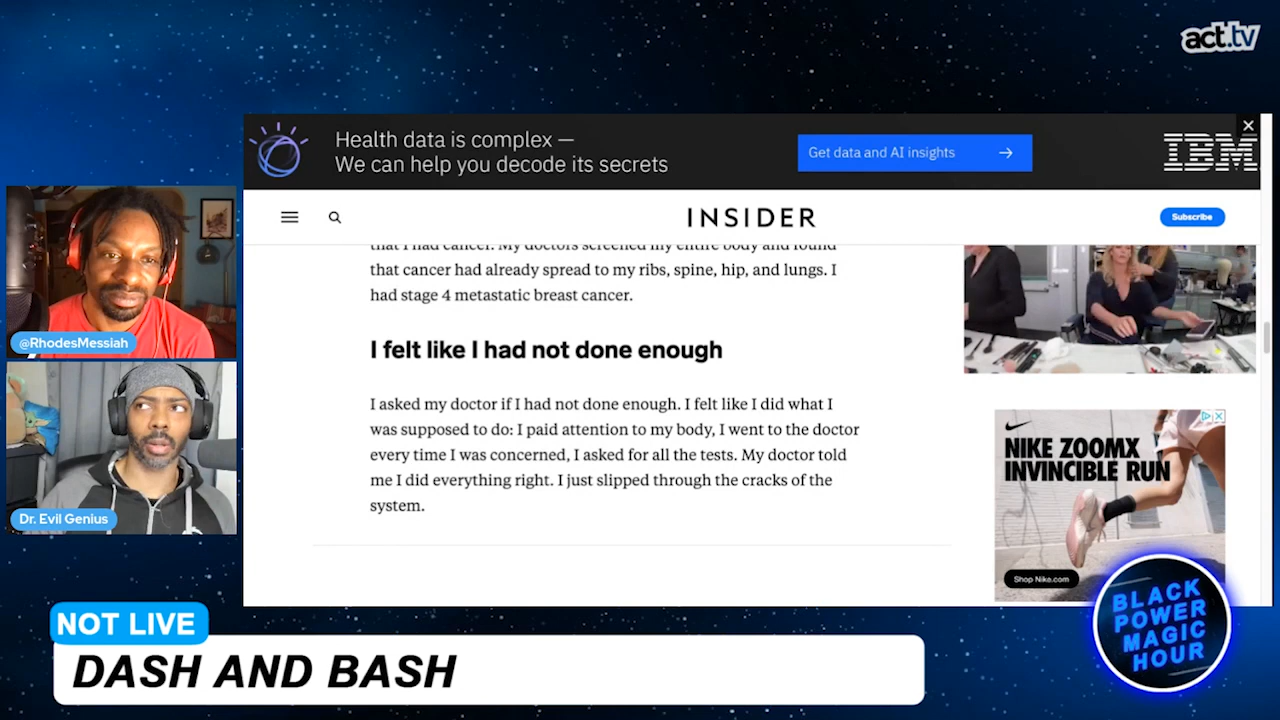 act.tv
Health data is complex —
We can help you decode its secrets
Get data and AI insights
IBM
INSIDER
Subscribe
that I had cancer. My doctors screened my entire body and found
that cancer had already spread to my ribs, spine, hip, and lungs. I
had stage 4 metastatic breast cancer.
I felt like I had not done enough
I asked my doctor if I had not done enough. I felt like I did what I
was supposed to do: I paid attention to my body, I went to the doctor
every time I was concerned, I asked for all the tests. My doctor told
me I did everything right. I just slipped through the cracks of the
system.
NIKE ZOOMX
INVINCIBLE RUN
Shop Nike.com
@RhodesMessiah
Dr. Evil Genius
NOT LIVE
DASH AND BASH
BLACK
POWER
MAGIC
HOUR